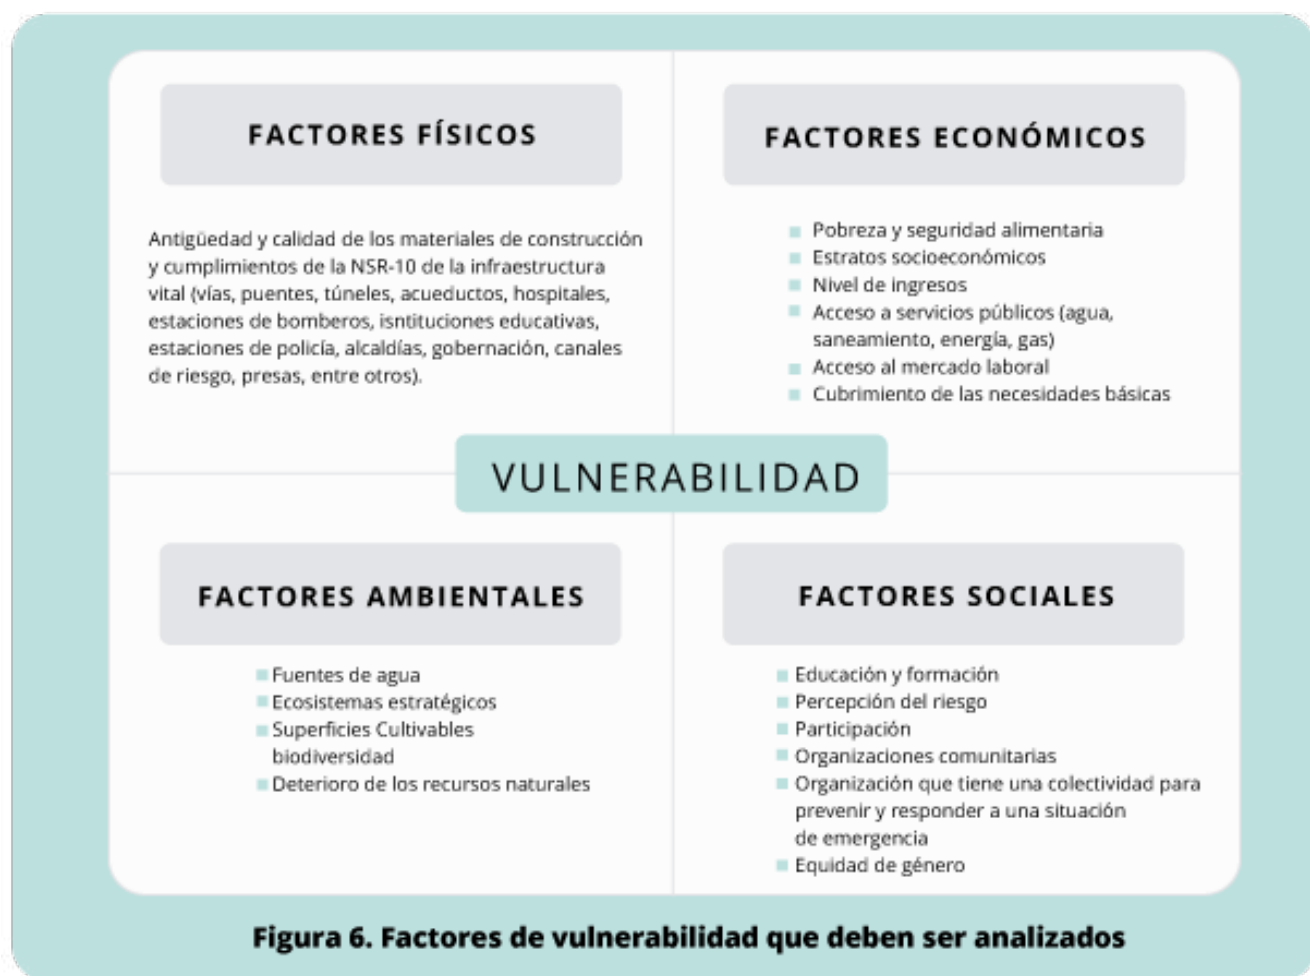 FACTORES FÍSICOS
Antigüedad y calidad de los materiales de construcción
y cumplimientos de la NSR-10 de la infraestructura
vital (vías, puentes, túneles, acueductos, hospitales,
estaciones de bomberos, isntituciones educativas,
estaciones de policía, alcaldías, gobernación, canales
de riesgo, presas, entre otros).
FACTORES ECONÓMICOS
Pobreza y seguridad alimentaria
Estratos socioeconómicos
Nivel de ingresos
Acceso a servicios públicos (agua,
saneamiento, energía, gas)
Acceso al mercado laboral
Cubrimiento de las necesidades básicas
VULNERABILIDAD
FACTORES AMBIENTALES
Fuentes de agua
Ecosistemas estratégicos
Superficies Cultivables
biodiversidad
Deterioro de los recursos naturales
FACTORES SOCIALES
Educación y formación
Percepción del riesgo
Participación
Organizaciones comunitarias
Organización que tiene una colectividad para
prevenir y responder a una situación
de emergencia
Equidad de género
Figura 6. Factores de vulnerabilidad que deben ser analizados